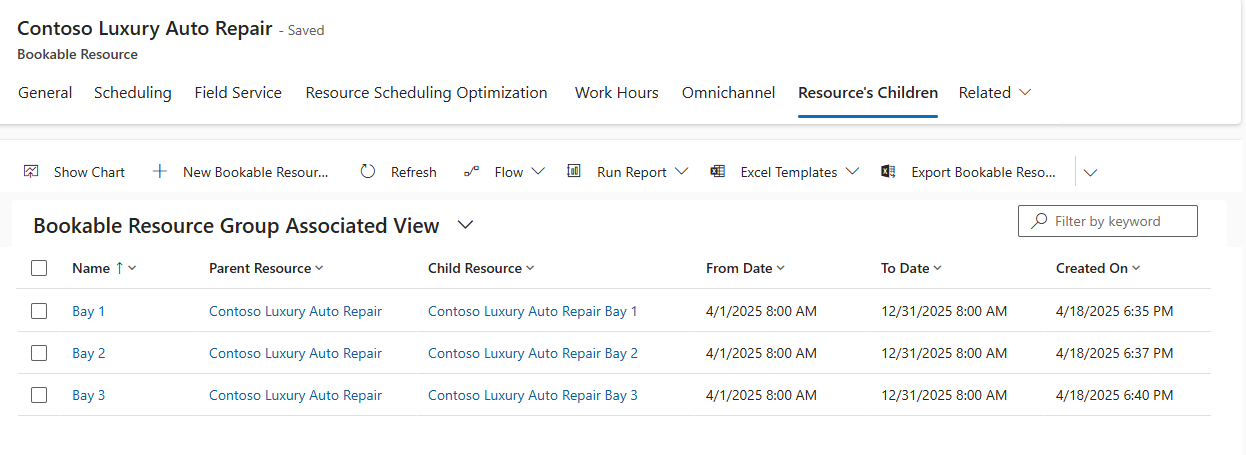 Contoso Luxury Auto Repair - Saved
Bookable Resource
General Scheduling Field Service Resource Scheduling Optimization Work Hours Omnichannel Resource's Children Related
Show Chart New Bookable Resour... Refresh Flow Run Report Excel Templates Export Bookable Reso...
Bookable Resource Group Associated View Filter by keyword
Name ↑ Parent Resource Child Resource From Date To Date Created On
Bay 1 Contoso Luxury Auto Repair Contoso Luxury Auto Repair Bay 1 4/1/2025 8:00 AM 12/31/2025 8:00 AM 4/18/2025 6:35 PM
Bay 2 Contoso Luxury Auto Repair Contoso Luxury Auto Repair Bay 2 4/1/2025 8:00 AM 12/31/2025 8:00 AM 4/18/2025 6:37 PM
Bay 3 Contoso Luxury Auto Repair Contoso Luxury Auto Repair Bay 3 4/1/2025 8:00 AM 12/31/2025 8:00 AM 4/18/2025 6:40 PM